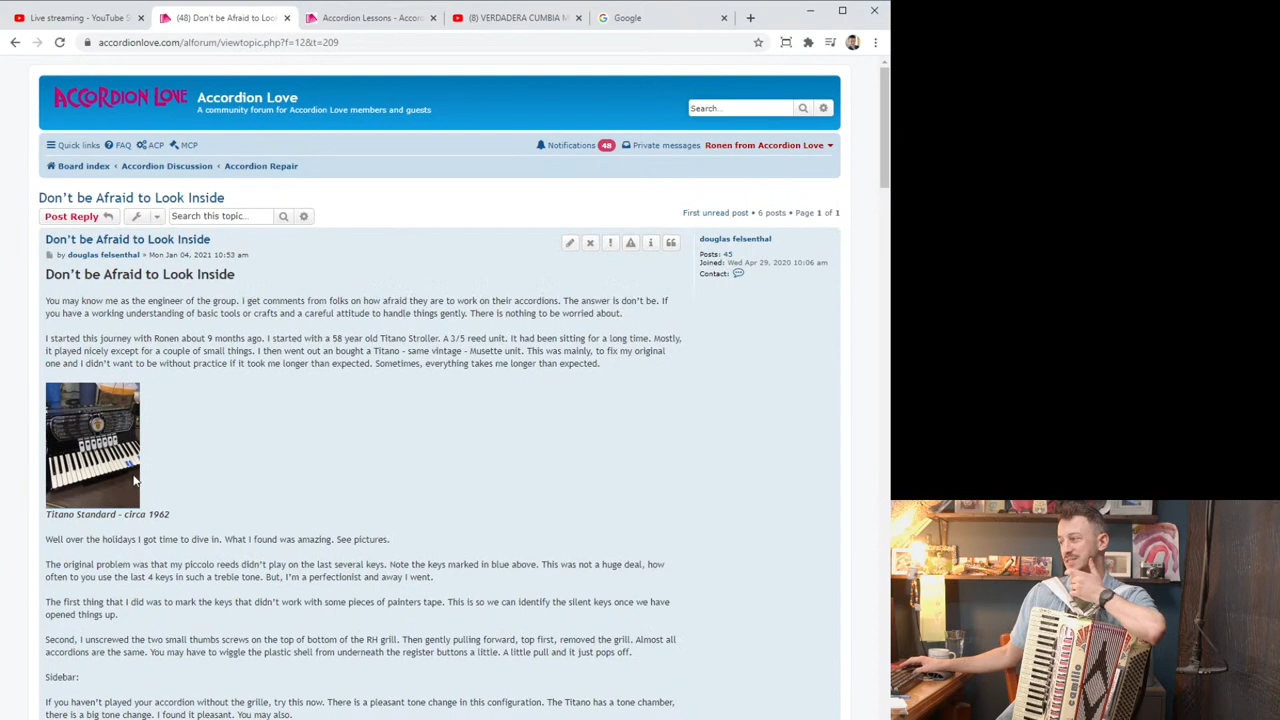 Live streaming - YouTube S
(48) Don't be Afraid to Look
Accordion Lessons - Accor
(8) VERDADERA CUMBIA M
Google
accordionlove.com/alforum/viewtopic.php?f=12&t=209
ACCORDION LOVE
Accordion Love
A community forum for Accordion Love members and guests
Search...
Quick links FAQ ACP MCP
Notifications 48 Private messages Ronen from Accordion Love
Board index ‹ Accordion Discussion ‹ Accordion Repair
Don't be Afraid to Look Inside
Post Reply Search this topic...
First unread post • 6 posts • Page 1 of 1
Don't be Afraid to Look Inside
by douglas felsenthal » Mon Jan 04, 2021 10:53 am
douglas felsenthal
Posts: 45
Joined: Wed Apr 29, 2020 10:06 am
Contact:
Don't be Afraid to Look Inside
You may know me as the engineer of the group. I get comments from folks on how afraid they are to work on their accordions. The answer is don't be. If
you have a working understanding of basic tools or crafts and a careful attitude to handle things gently. There is nothing to be worried about.
I started this journey with Ronen about 9 months ago. I started with a 58 year old Titano Stroller. A 3/5 reed unit. It had been sitting for a long time. Mostly,
it played nicely except for a couple of small things. I then went out an bought a Titano - same vintage - Musette unit. This was mainly, to fix my original
one and I didn't want to be without practice if it took me longer than expected. Sometimes, everything takes me longer than expected.
Titano Standard - circa 1962
Well over the holidays I got time to dive in. What I found was amazing. See pictures.
The original problem was that my piccolo reeds didn't play on the last several keys. Note the keys marked in blue above. This was not a huge deal, how
often to you use the last 4 keys in such a treble tone. But, I'm a perfectionist and away I went.
The first thing that I did was to mark the keys that didn't work with some pieces of painters tape. This is so we can identify the silent keys once we have
opened things up.
Second, I unscrewed the two small thumbs screws on the top of bottom of the RH grill. Then gently pulling forward, top first, removed the grill. Almost all
accordions are the same. You may have to wiggle the plastic shell from underneath the register buttons a little. A little pull and it just pops off.
Sidebar:
If you haven't played your accordion without the grille, try this now. There is a pleasant tone change in this configuration. The Titano has a tone chamber,
there is a big tone change. I found it pleasant. You may also.
Camillo